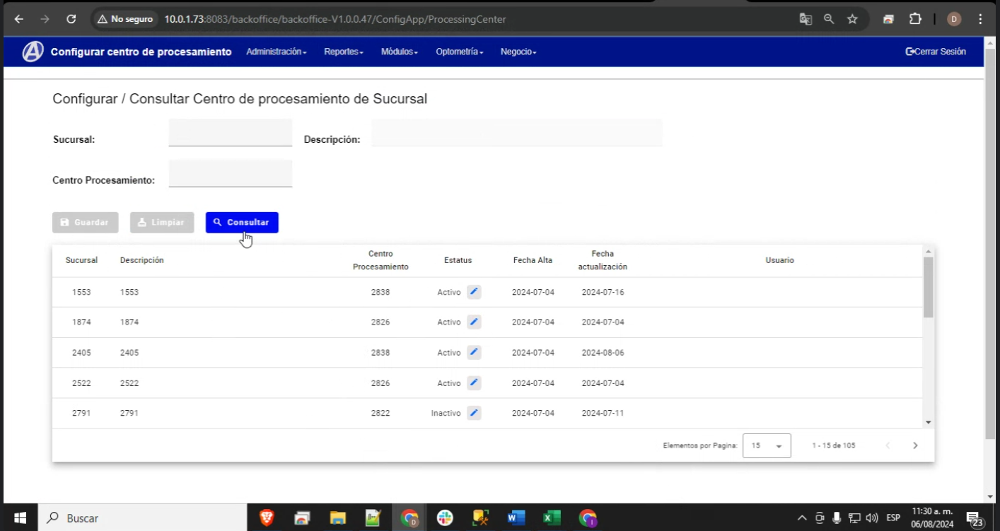 No seguro 10.0.1.73:8083/backoffice/backoffice-V1.0.0.47/ConfigApp/ProcessingCenter D
Configurar centro de procesamiento Administración Reportes Módulos Optometría Negocio Cerrar Sesión
Configurar / Consultar Centro de procesamiento de Sucursal
Sucursal: Descripción:
Centro Procesamiento:
Guardar Limpiar Consultar
Sucursal Descripción Centro Procesamiento Estatus Fecha Alta Fecha actualización Usuario
1553 1553 2838 Activo 2024-07-04 2024-07-16
1874 1874 2826 Activo 2024-07-04 2024-07-04
2405 2405 2838 Activo 2024-07-04 2024-08-06
2522 2522 2826 Activo 2024-07-04 2024-07-04
2791 2791 2822 Inactivo 2024-07-04 2024-07-11
Elementos por Pagina: 15 1 - 15 de 105
Buscar ESP 11:30 a. m.
06/08/2024 23